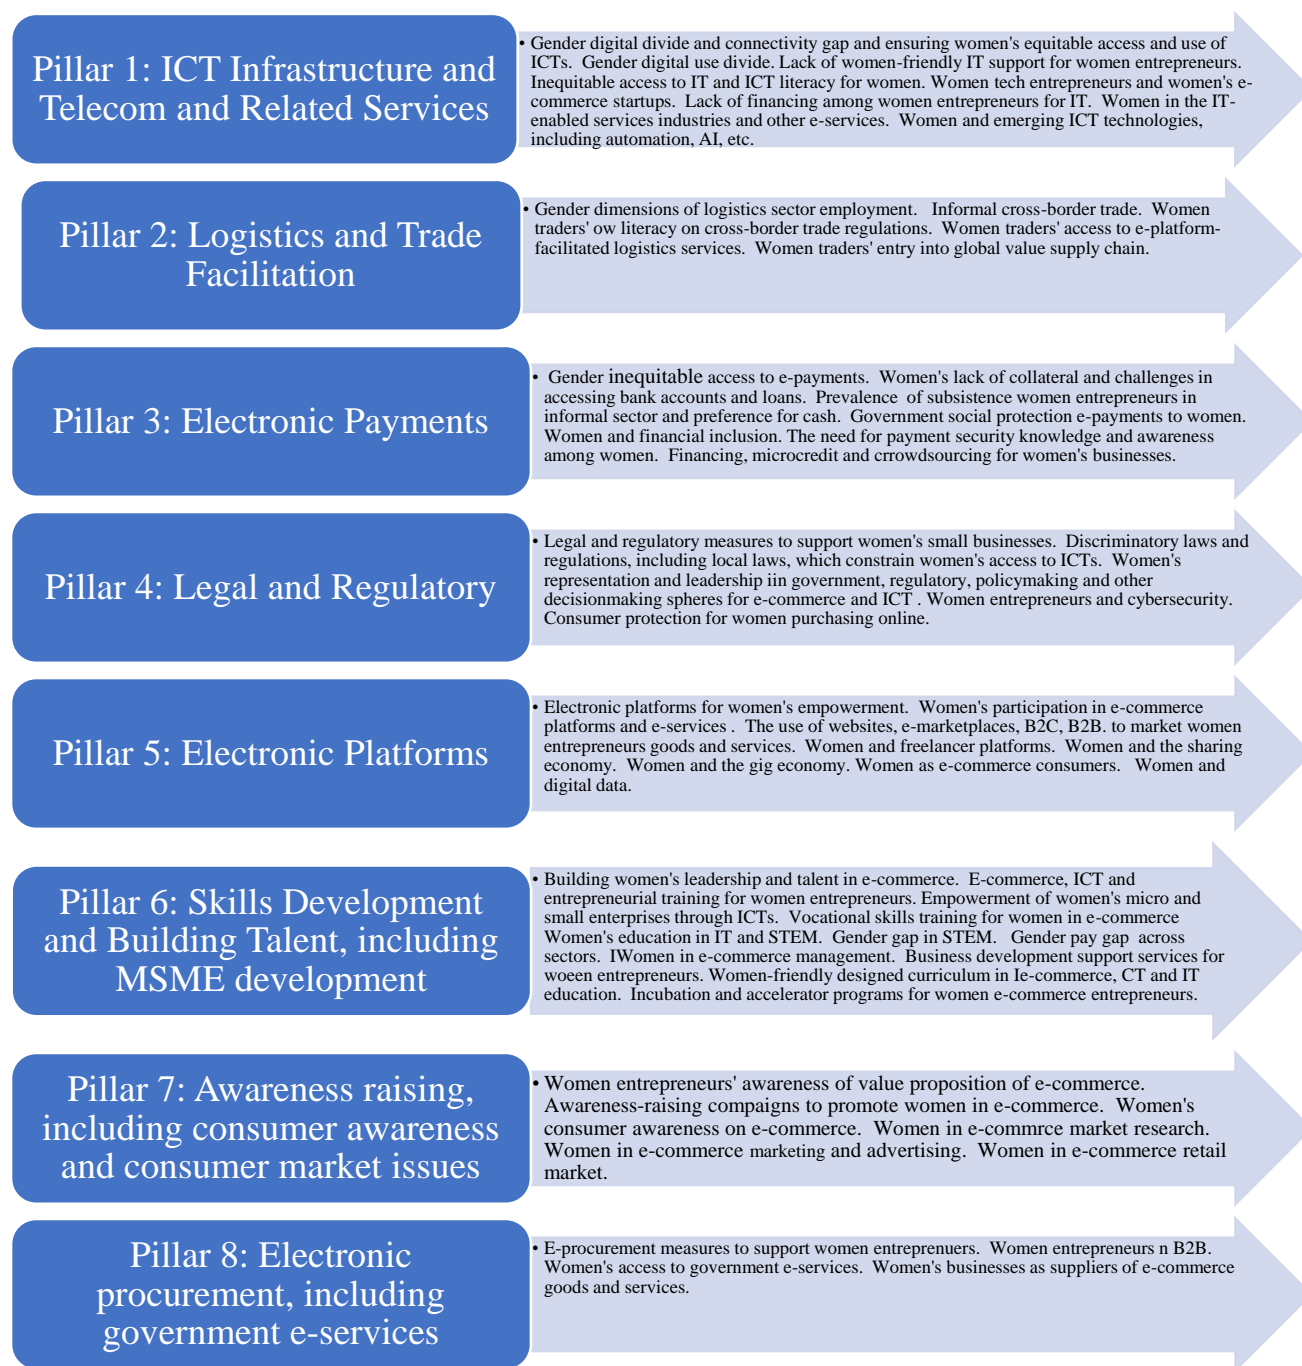 Pillar 1: ICT Infrastructure and
Telecom and Related Services
• Gender digital divide and connectivity gap and ensuring women's equitable access and use of
ICTs. Gender digital use divide. Lack of women-friendly IT support for women entrepreneurs.
Inequitable access to IT and ICT literacy for women. Women tech entrepreneurs and women's e-
commerce startups. Lack of financing among women entrepreneurs for IT. Women in the IT-
enabled services industries and other e-services. Women and emerging ICT technologies,
including automation, AI, etc.
Pillar 2: Logistics and Trade
Facilitation
• Gender dimensions of logistics sector employment. Informal cross-border trade. Women
traders' ow literacy on cross-border trade regulations. Women traders' access to e-platform-
facilitated logistics services. Women traders' entry into global value supply chain.
Pillar 3: Electronic Payments
• Gender inequitable access to e-payments. Women's lack of collateral and challenges in
accessing bank accounts and loans. Prevalence of subsistence women entrepreneurs in
informal sector and preference for cash. Government social protection e-payments to women.
Women and financial inclusion. The need for payment security knowledge and awareness
among women. Financing, microcredit and crrowdsourcing for women's businesses.
Pillar 4: Legal and Regulatory
• Legal and regulatory measures to support women's small businesses. Discriminatory laws and
regulations, including local laws, which constrain women's access to ICTs. Women's
representation and leadership iin government, regulatory, policymaking and other
decisionmaking spheres for e-commerce and ICT . Women entrepreneurs and cybersecurity.
Consumer protection for women purchasing online.
Pillar 5: Electronic Platforms
• Electronic platforms for women's empowerment. Women's participation in e-commerce
platforms and e-services . The use of websites, e-marketplaces, B2C, B2B. to market women
entrepreneurs goods and services. Women and freelancer platforms. Women and the sharing
economy. Women and the gig economy. Women as e-commerce consumers. Women and
digital data.
Pillar 6: Skills Development
and Building Talent, including
MSME development
• Building women's leadership and talent in e-commerce. E-commerce, ICT and
entrepreneurial training for women entrepreneurs. Empowerment of women's micro and
small enterprises through ICTs. Vocational skills training for women in e-commerce
Women's education in IT and STEM. Gender gap in STEM. Gender pay gap across
sectors. IWomen in e-commerce management. Business development support services for
woeen entrepreneurs. Women-friendly designed curriculum in Ie-commerce, CT and IT
education. Incubation and accelerator programs for women e-commerce entrepreneurs.
Pillar 7: Awareness raising,
including consumer awareness
and consumer market issues
• Women entrepreneurs' awareness of value proposition of e-commerce.
Awareness-raising compaigns to promote women in e-commerce. Women's
consumer awareness on e-commerce. Women in e-commrce market research.
Women in e-commerce marketing and advertising. Women in e-commerce retail
market.
Pillar 8: Electronic
procurement, including
government e-services
• E-procurement measures to support women entreprenuers. Women entrepreneurs n B2B.
Women's access to government e-services. Women's businesses as suppliers of e-commerce
goods and services.